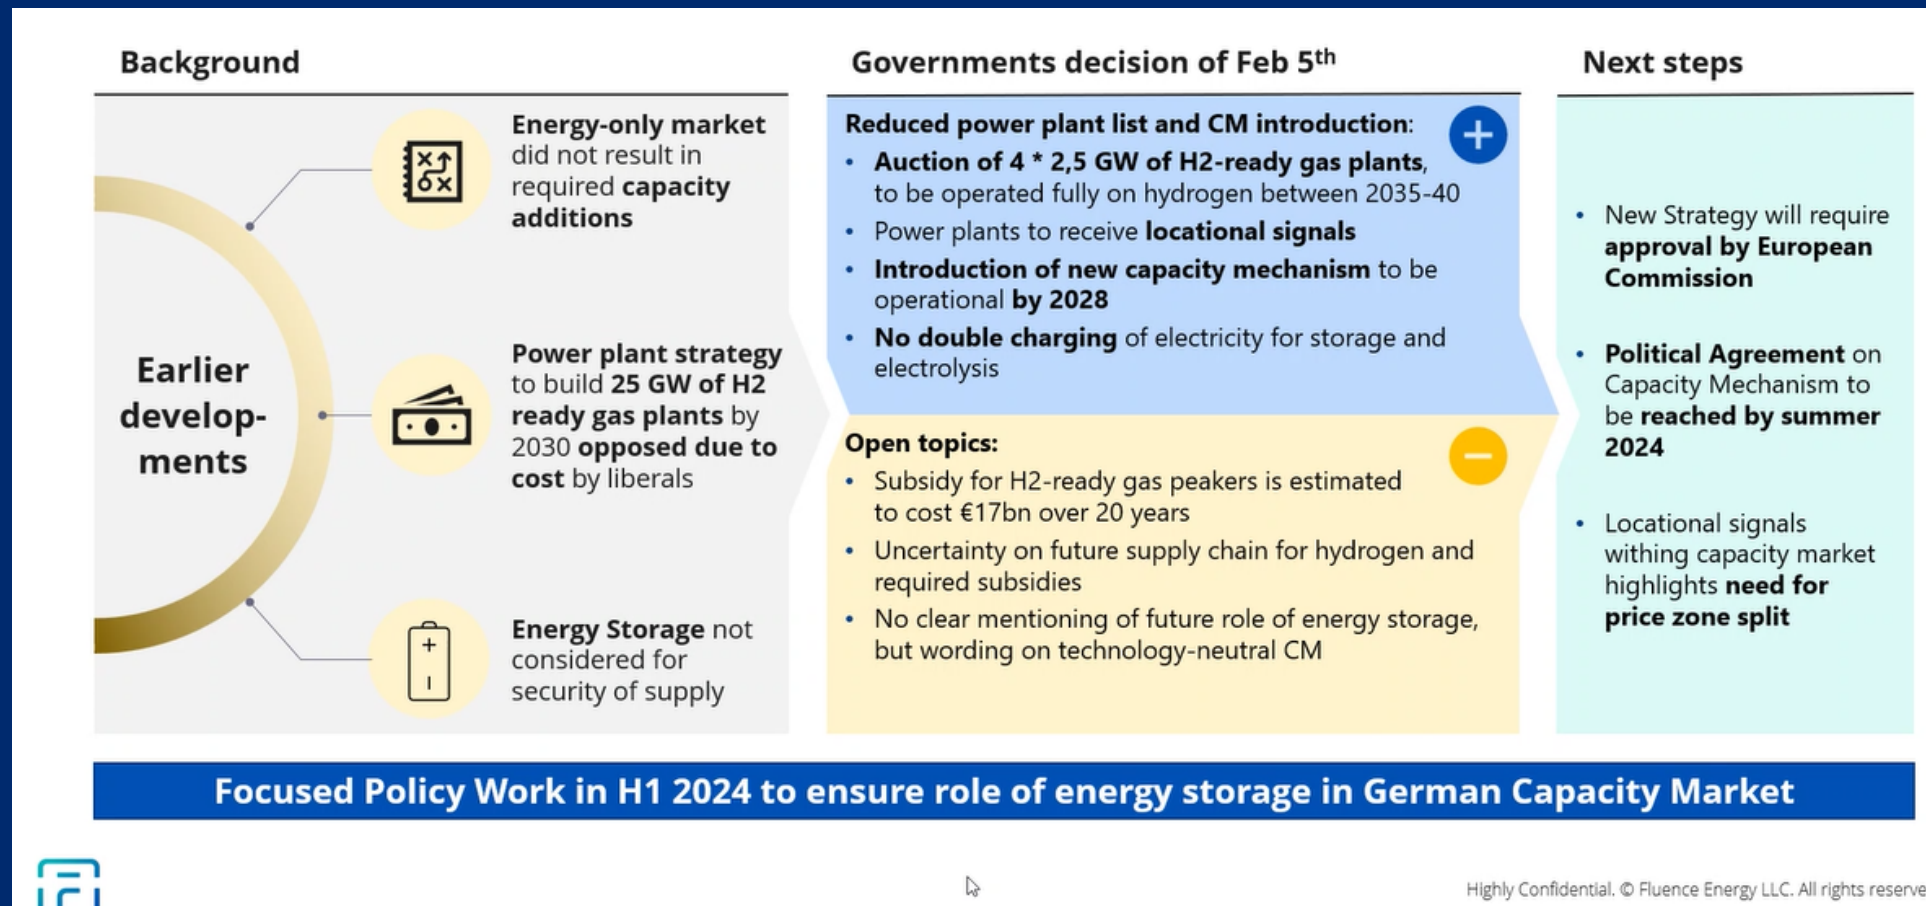 Background
Earlier
develop-
ments
Energy-only market
did not result in
required capacity
additions
Power plant strategy
to build 25 GW of H2
ready gas plants by
2030 opposed due to
cost by liberals
Energy Storage not
considered for
security of supply
Governments decision of Feb 5th
Reduced power plant list and CM introduction:
• Auction of 4 * 2,5 GW of H2-ready gas plants,
to be operated fully on hydrogen between 2035-40
• Power plants to receive locational signals
• Introduction of new capacity mechanism to be
operational by 2028
• No double charging of electricity for storage and
electrolysis
Open topics:
• Subsidy for H2-ready gas peakers is estimated
to cost €17bn over 20 years
• Uncertainty on future supply chain for hydrogen and
required subsidies
• No clear mentioning of future role of energy storage,
but wording on technology-neutral CM
Next steps
• New Strategy will require
approval by European
Commission
• Political Agreement on
Capacity Mechanism to
be reached by summer
2024
• Locational signals
withing capacity market
highlights need for
price zone split
Focused Policy Work in H1 2024 to ensure role of energy storage in German Capacity Market
Highly Confidential. © Fluence Energy LLC. All rights reserve